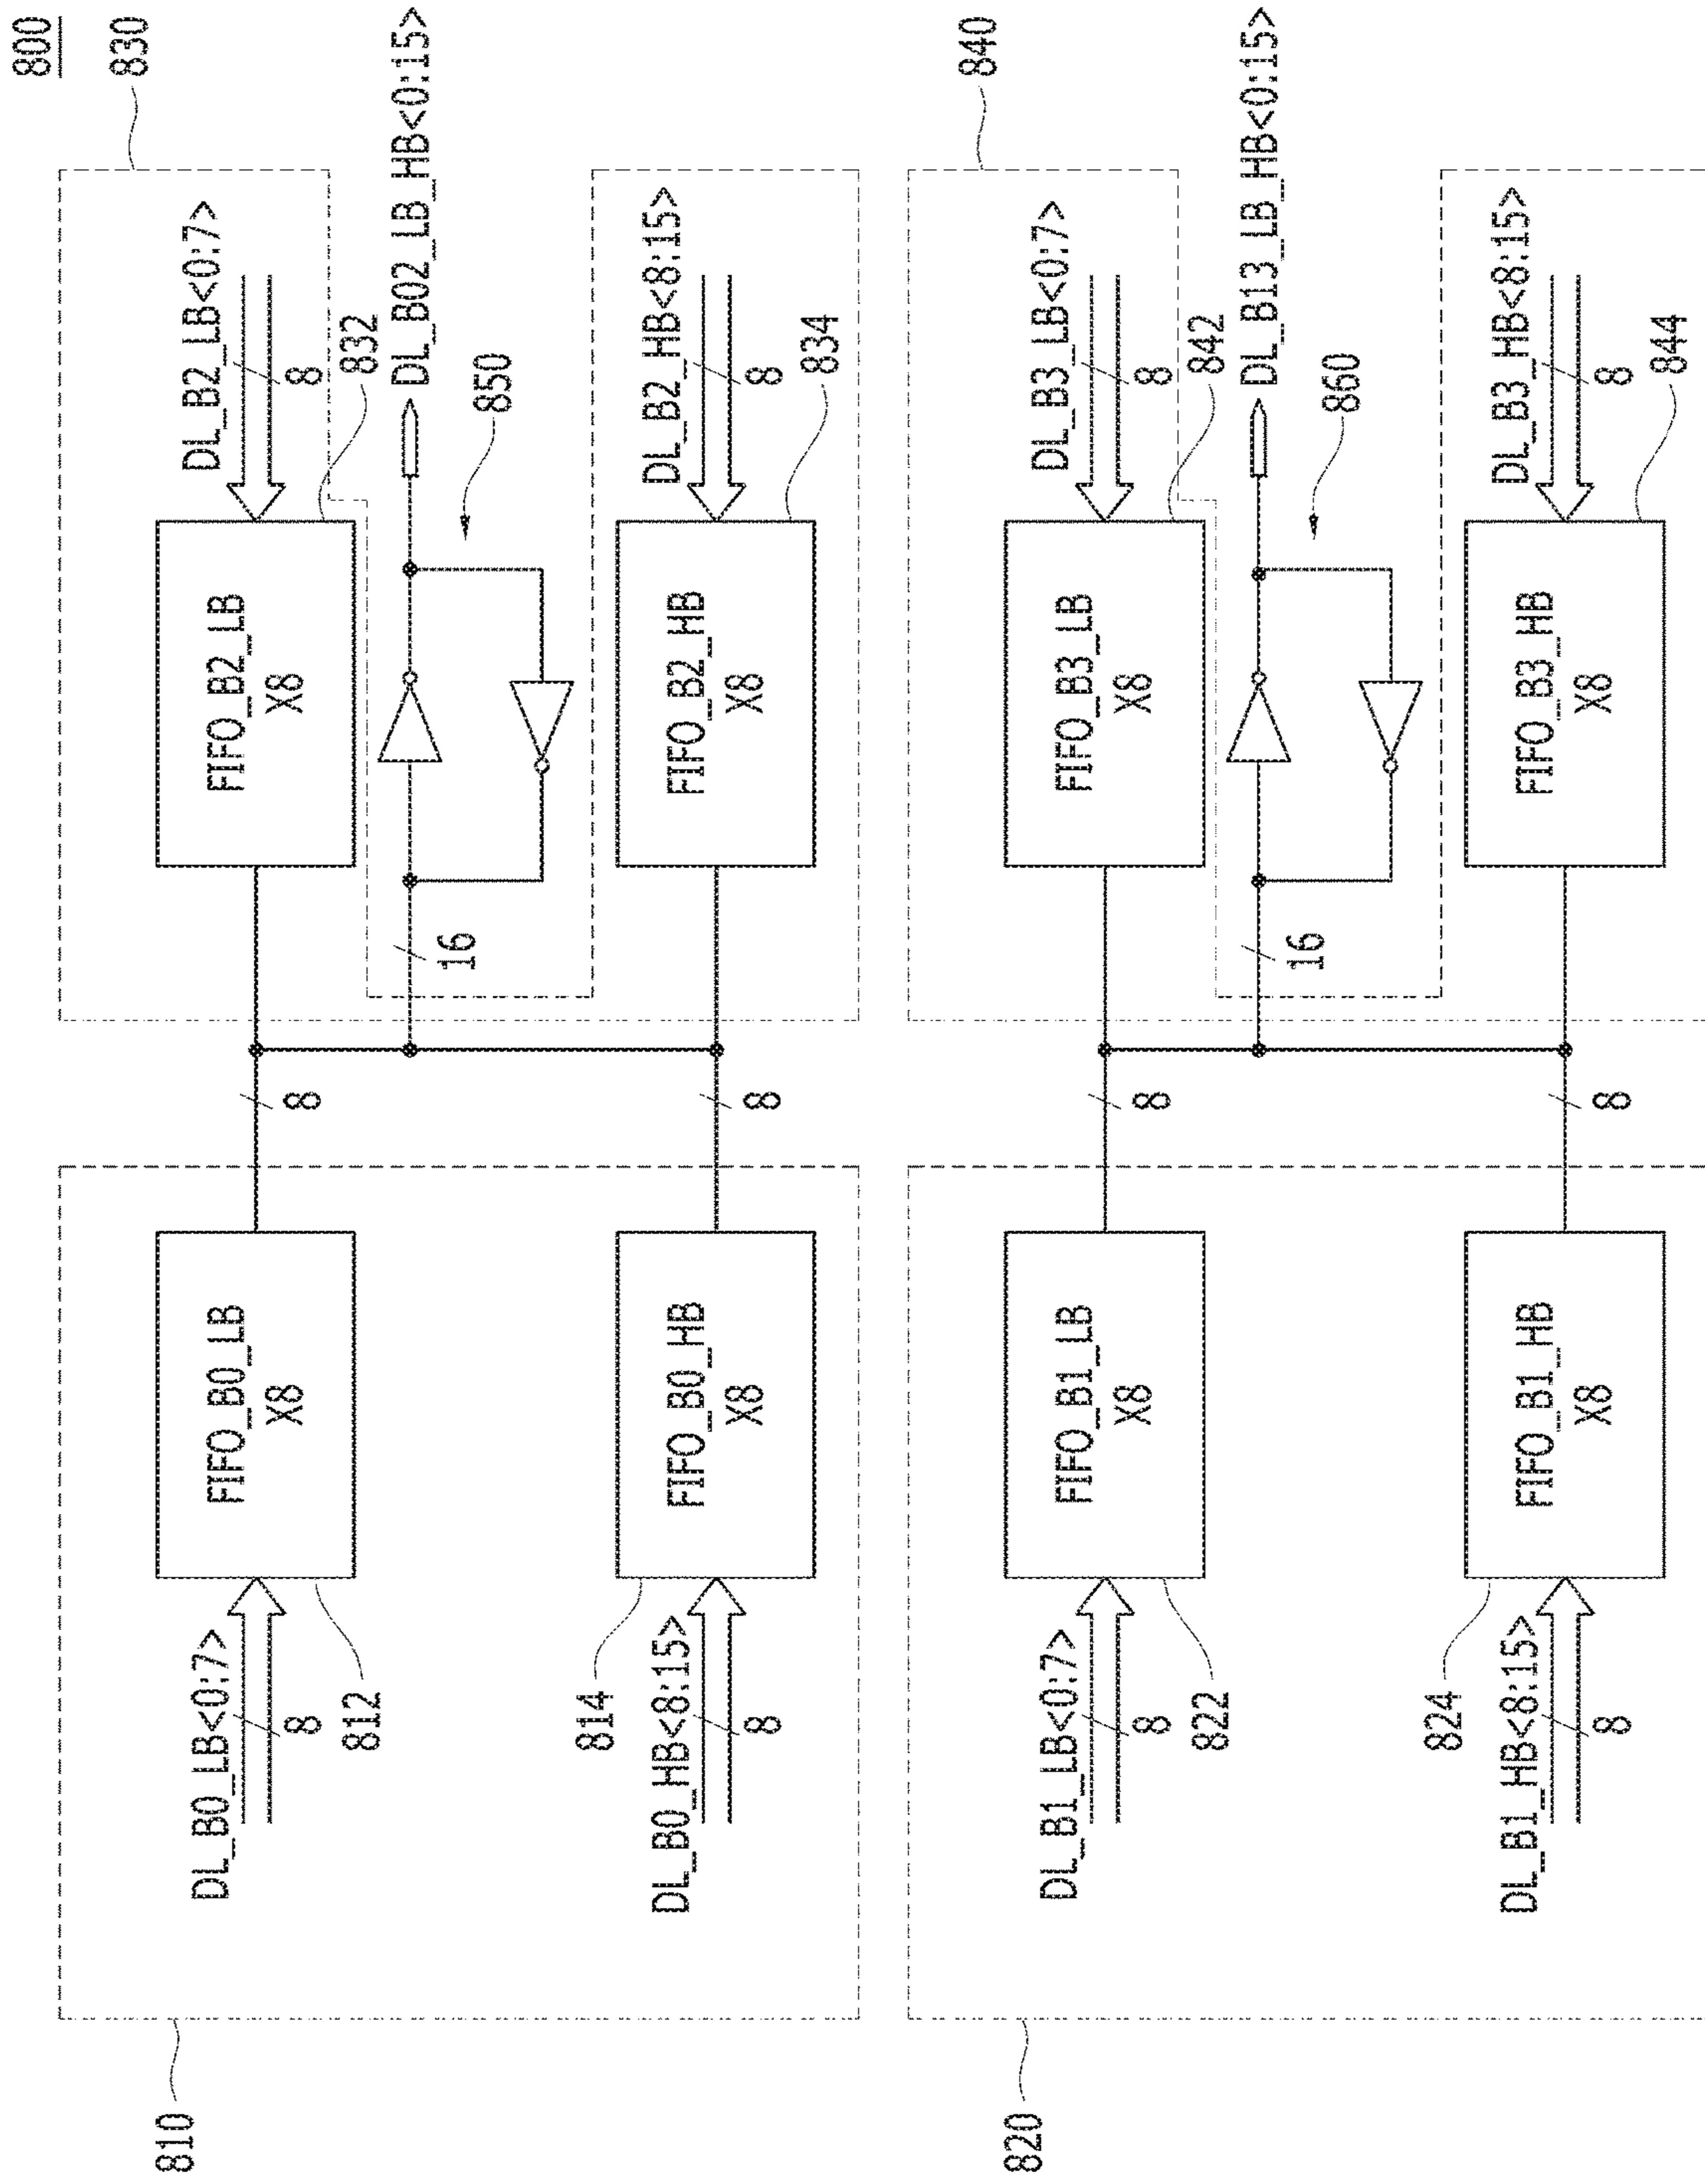 800
830
DL_B2_LB<0:7>
8
832
FIFO_B2_LB
X8
DL_B02_LB_HB<0:15>
850
16
DL_B2_HB<8:15>
8
834
FIFO_B2_HB
X8
8
8
FIFO_B0_LB
X8
DL_B0_LB<0:7>
8
812
FIFO_B0_HB
X8
814
DL_B0_HB<8:15>
8
810
840
DL_B3_LB<0:7>
8
842
FIFO_B3_LB
X8
DL_B13_LB_HB<0:15>
860
16
DL_B3_HB<8:15>
8
844
FIFO_B3_HB
X8
8
8
FIFO_B1_LB
X8
DL_B1_LB<0:7>
8
822
FIFO_B1_HB
X8
824
DL_B1_HB<8:15>
8
820